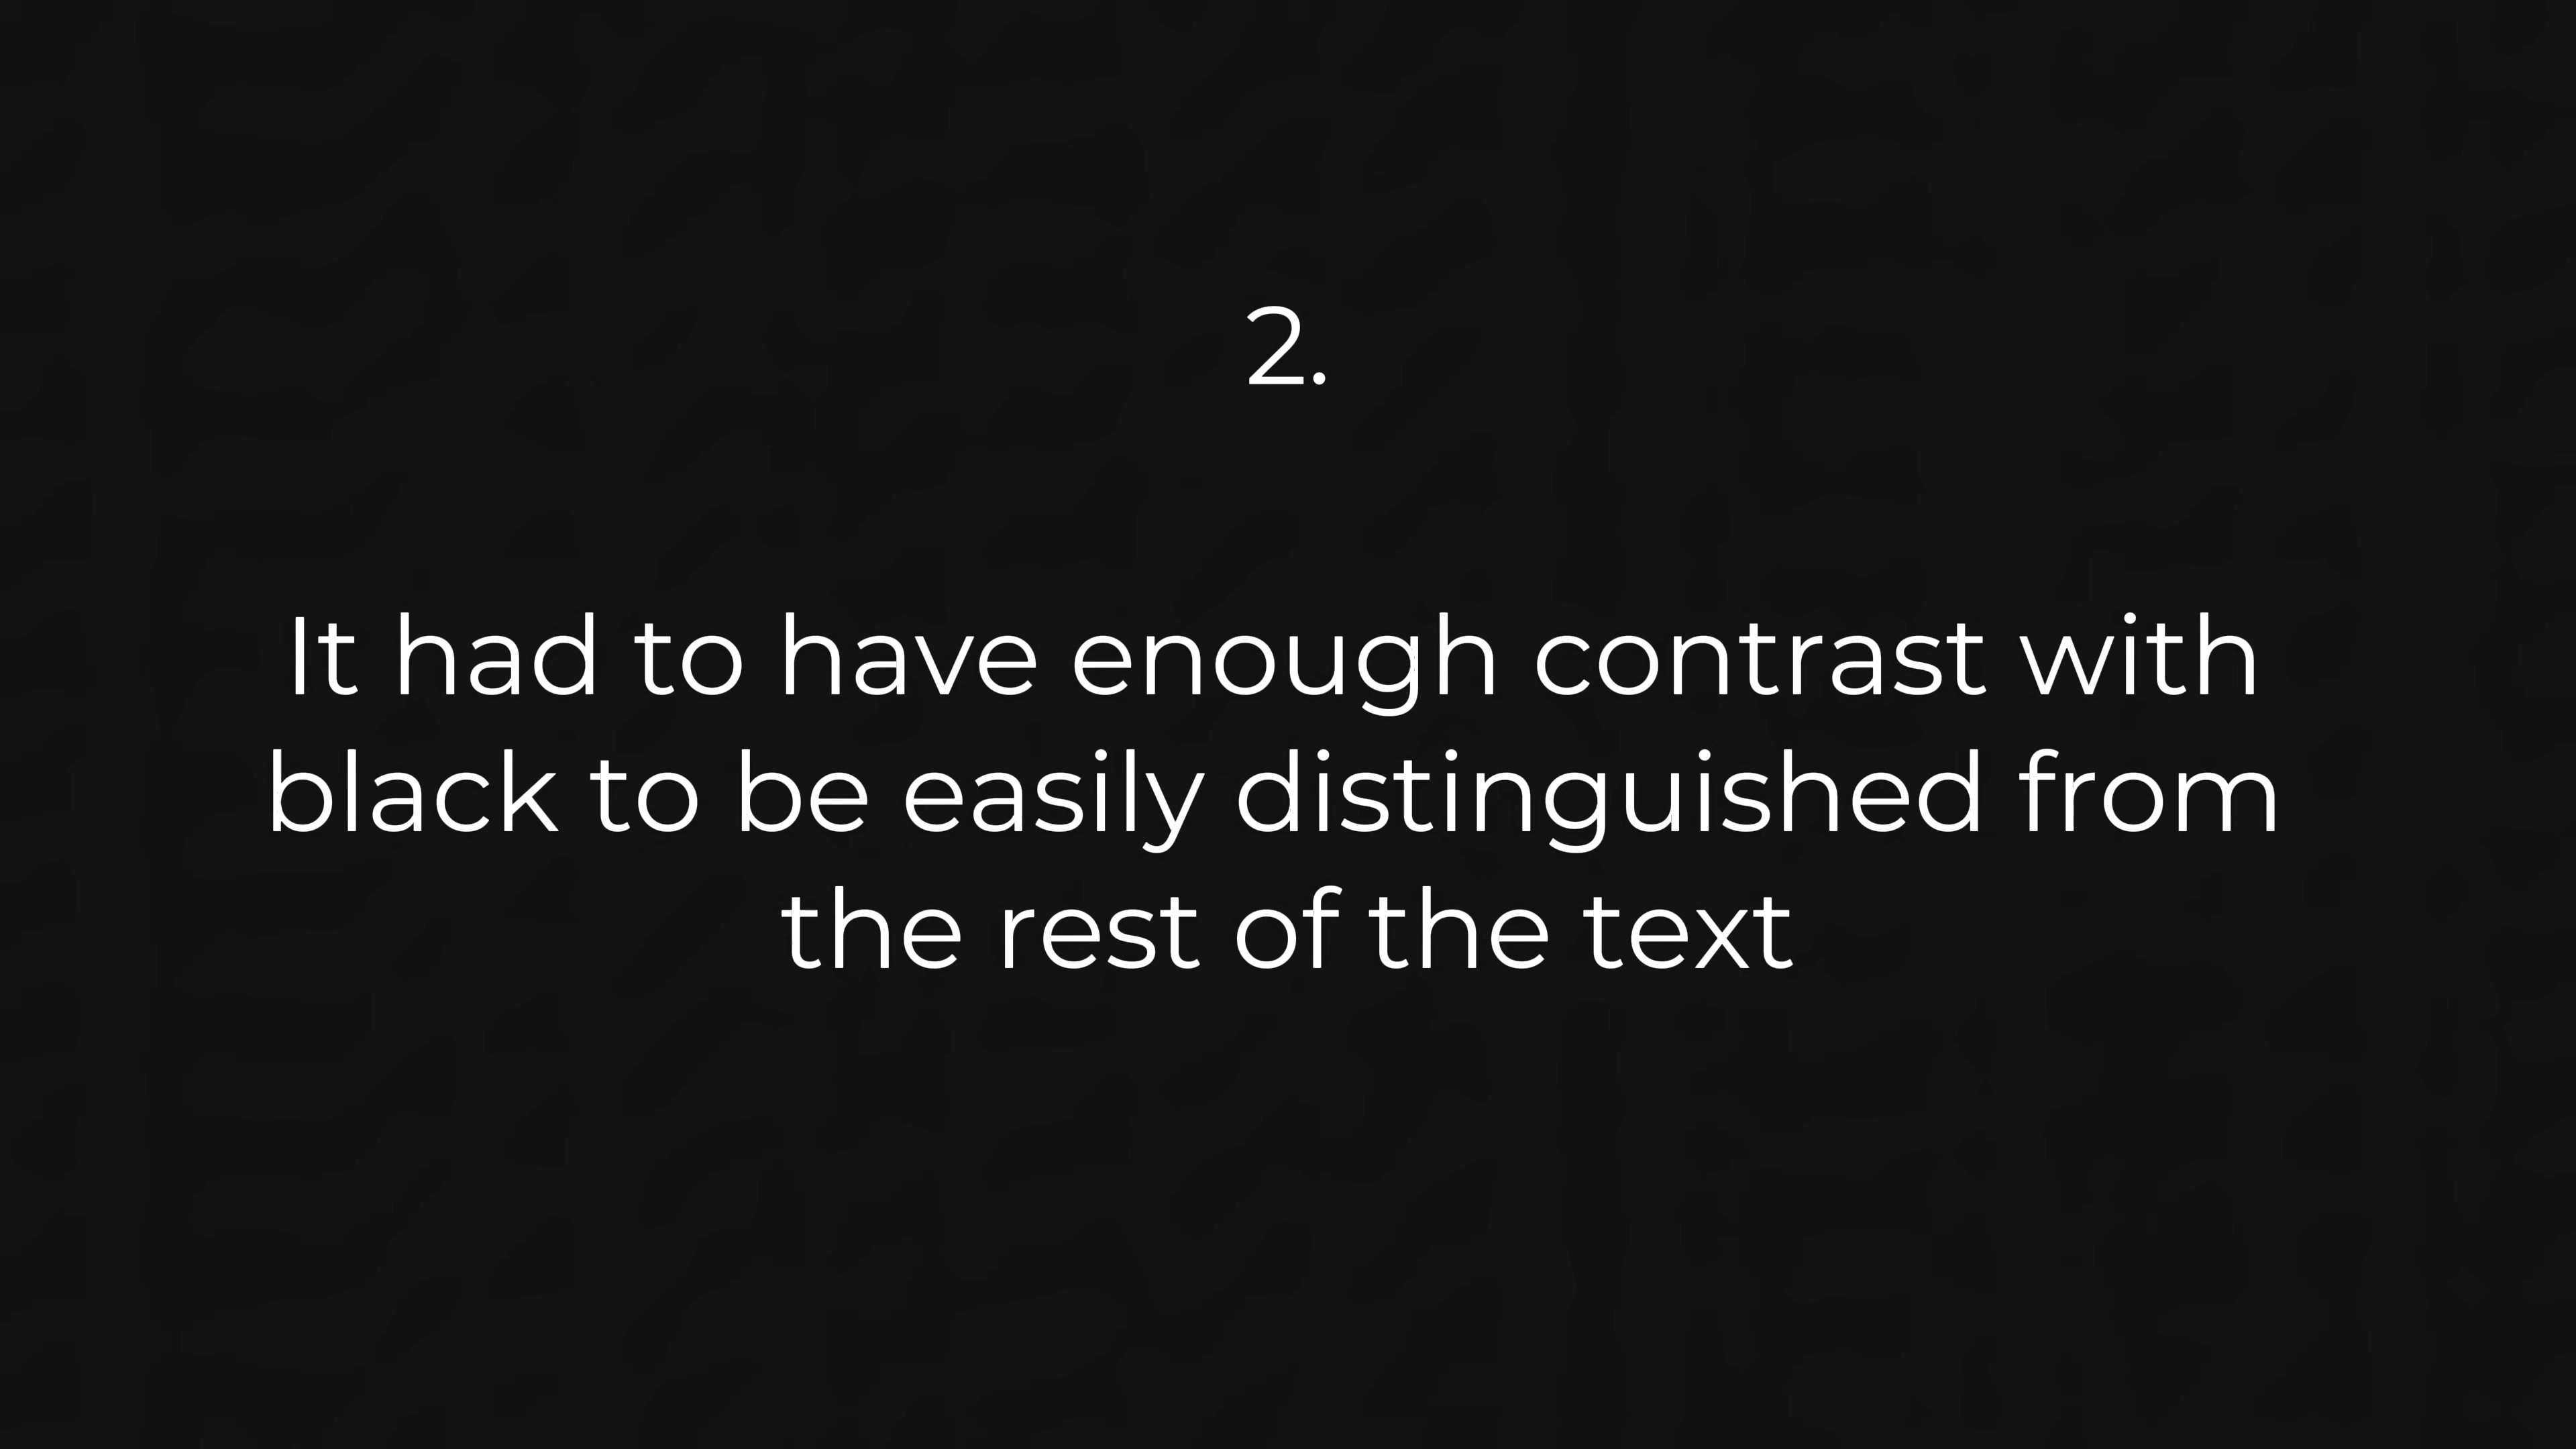 2.
It had to have enough contrast with
black to be easily distinguished from
the rest of the text